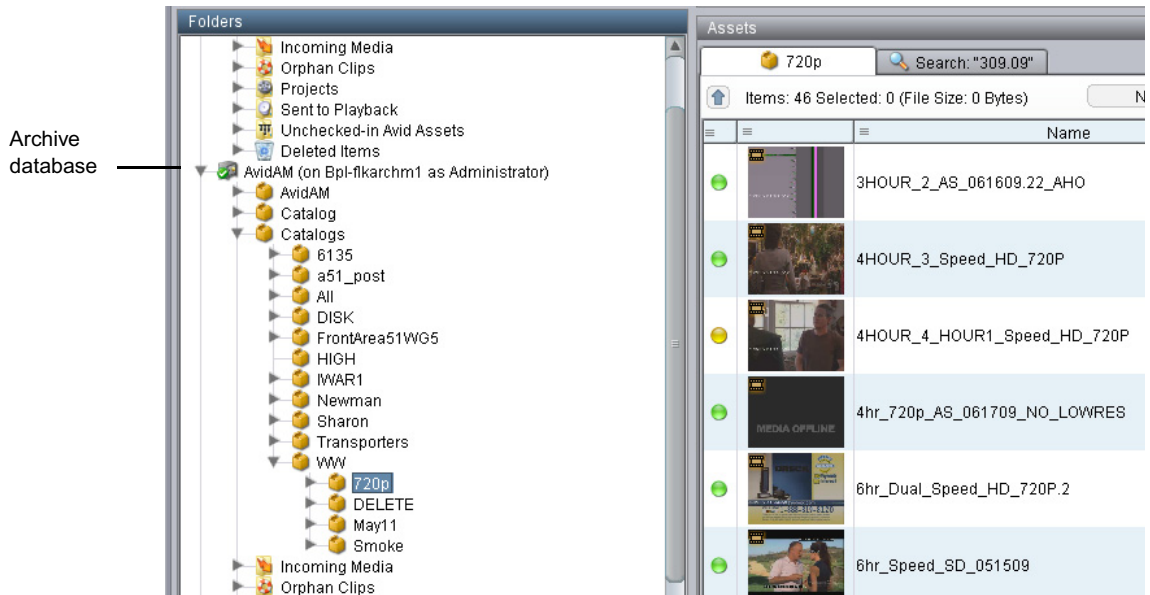 Archive
database
Folders
Incoming Media
Orphan Clips
Projects
Sent to Playback
Unchecked-in Avid Assets
Deleted Items
AvidAM (on Bpl-flkarchm1 as Administrator)
AvidAM
Catalog
Catalogs
6135
a51_post
All
DISK
FrontArea51WG5
HIGH
IWAR1
Newman
Sharon
Transporters
WW
720p
DELETE
May11
Smoke
Incoming Media
Orphan Clips
Assets
720p
Search: "309.09"
Items: 46 Selected: 0 (File Size: 0 Bytes)
N
Name
3HOUR_2_AS_061609.22_AHO
4HOUR_3_Speed_HD_720P
4HOUR_4_HOUR1_Speed_HD_720P
MEDIA OFFLINE
4hr_720p_AS_061709_NO_LOWRES
6hr_Dual_Speed_HD_720P.2
6hr_Speed_SD_051509